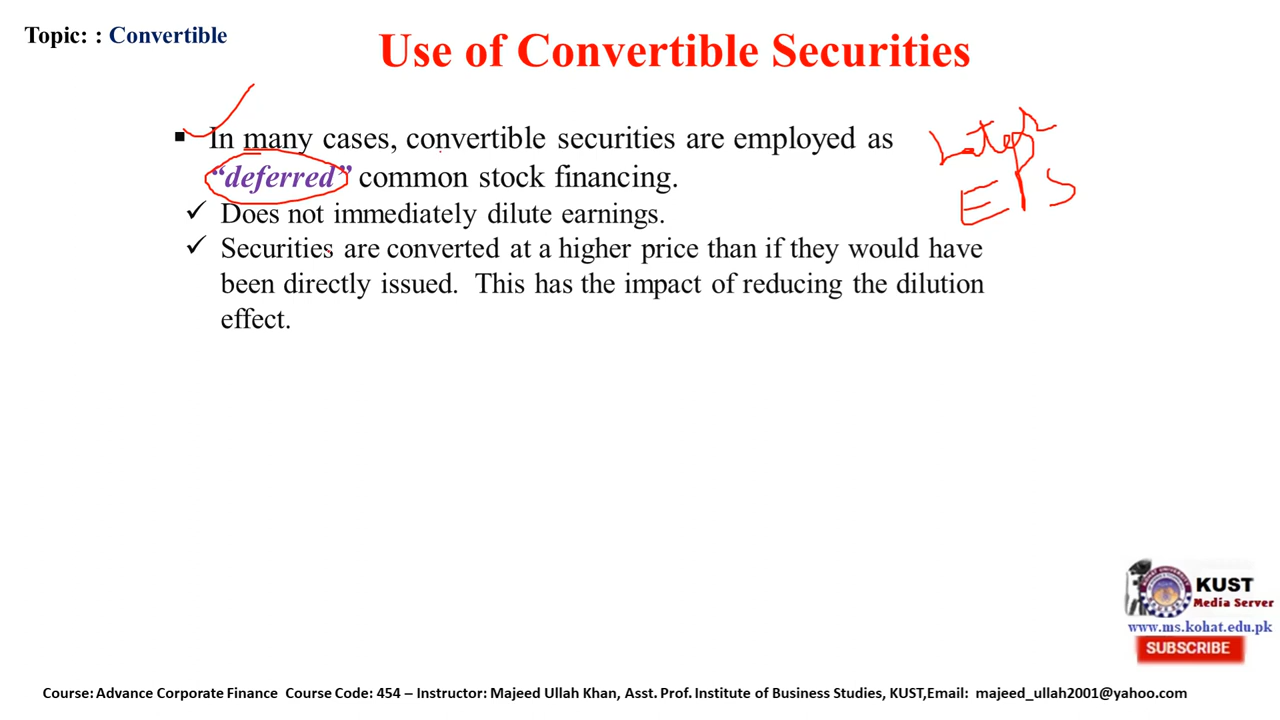 Topic: : Convertible
Use of Convertible Securities
▪ In many cases, convertible securities are employed as
“deferred” common stock financing.
✓ Does not immediately dilute earnings.
✓ Securities are converted at a higher price than if they would have
been directly issued. This has the impact of reducing the dilution
effect.
Later
EPS
KUST
Media Server
www.ms.kohat.edu.pk
SUBSCRIBE
Course: Advance Corporate Finance Course Code: 454 – Instructor: Majeed Ullah Khan, Asst. Prof. Institute of Business Studies, KUST,Email: majeed_ullah2001@yahoo.com